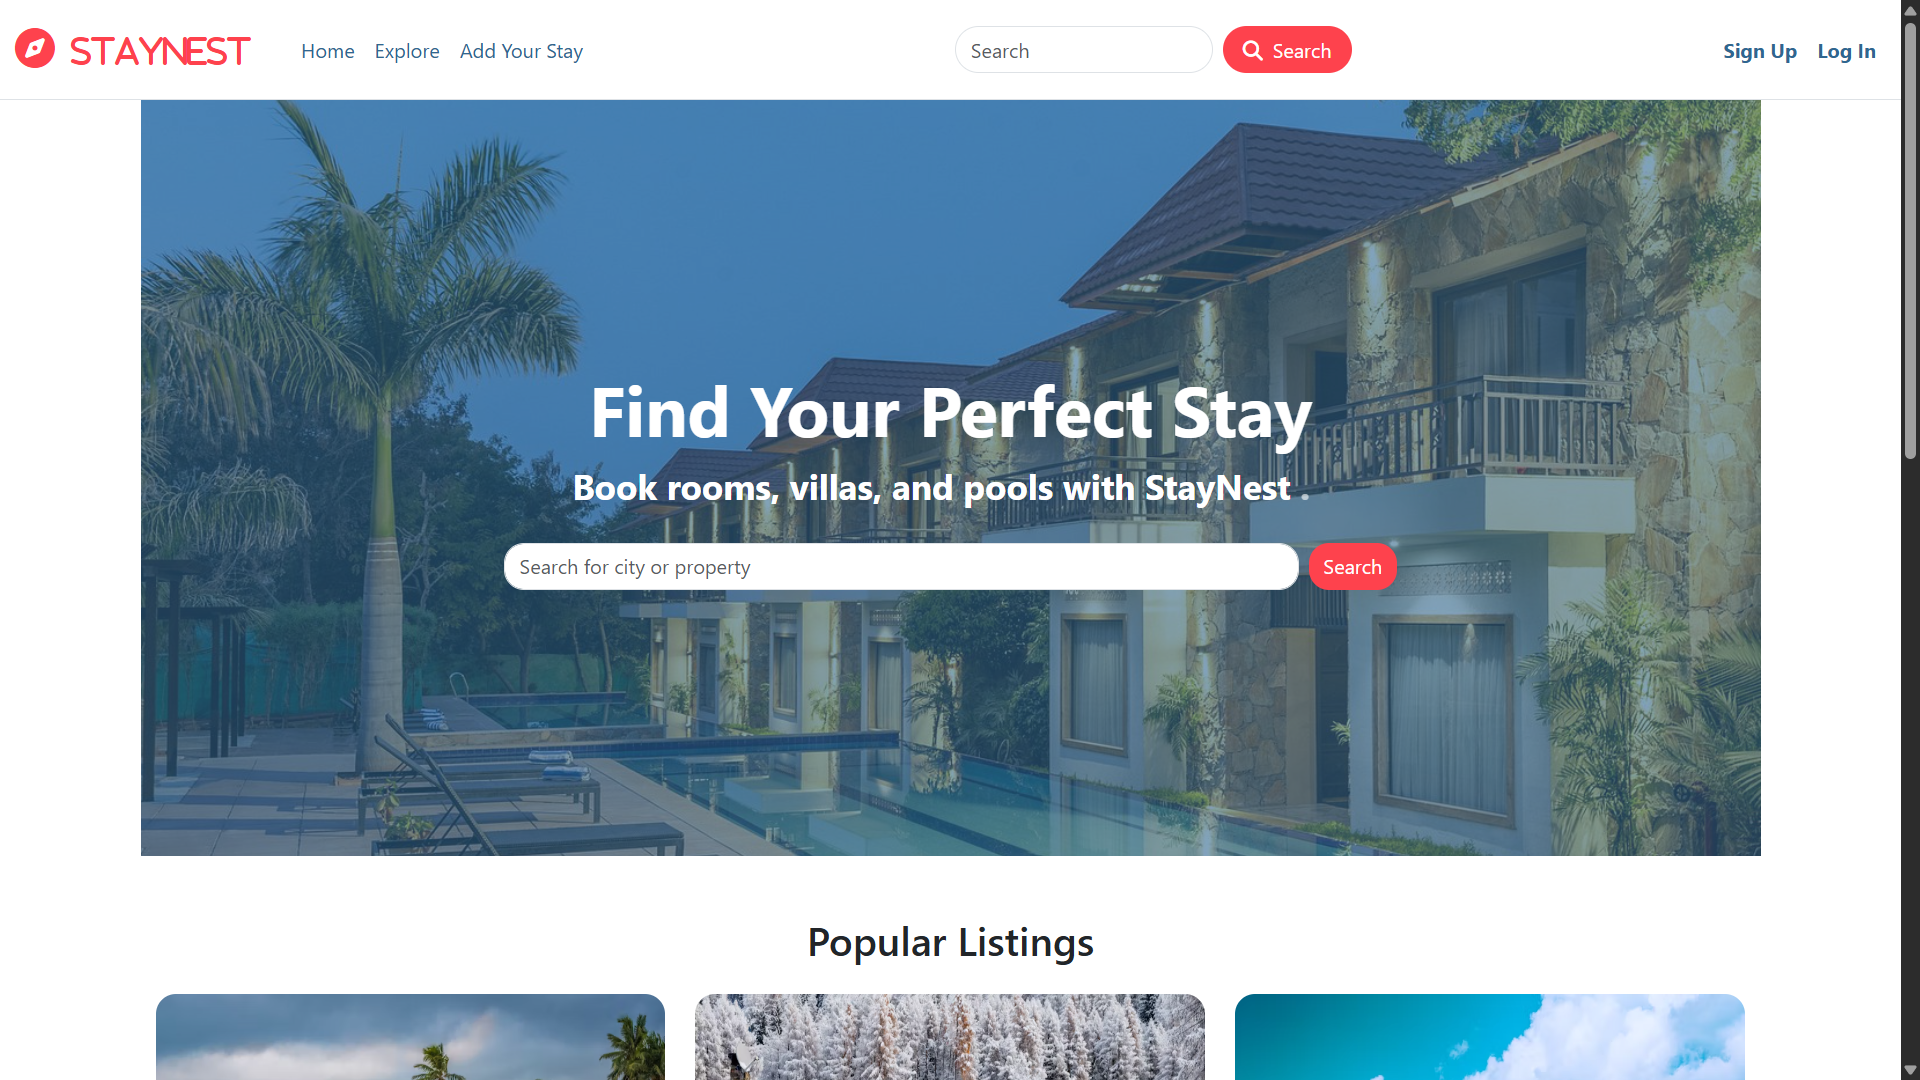 STAYNEST
Home Explore Add Your Stay
Search
Search
Sign Up Log In
Find Your Perfect Stay
Book rooms, villas, and pools with StayNest .
Search for city or property
Search
Popular Listings